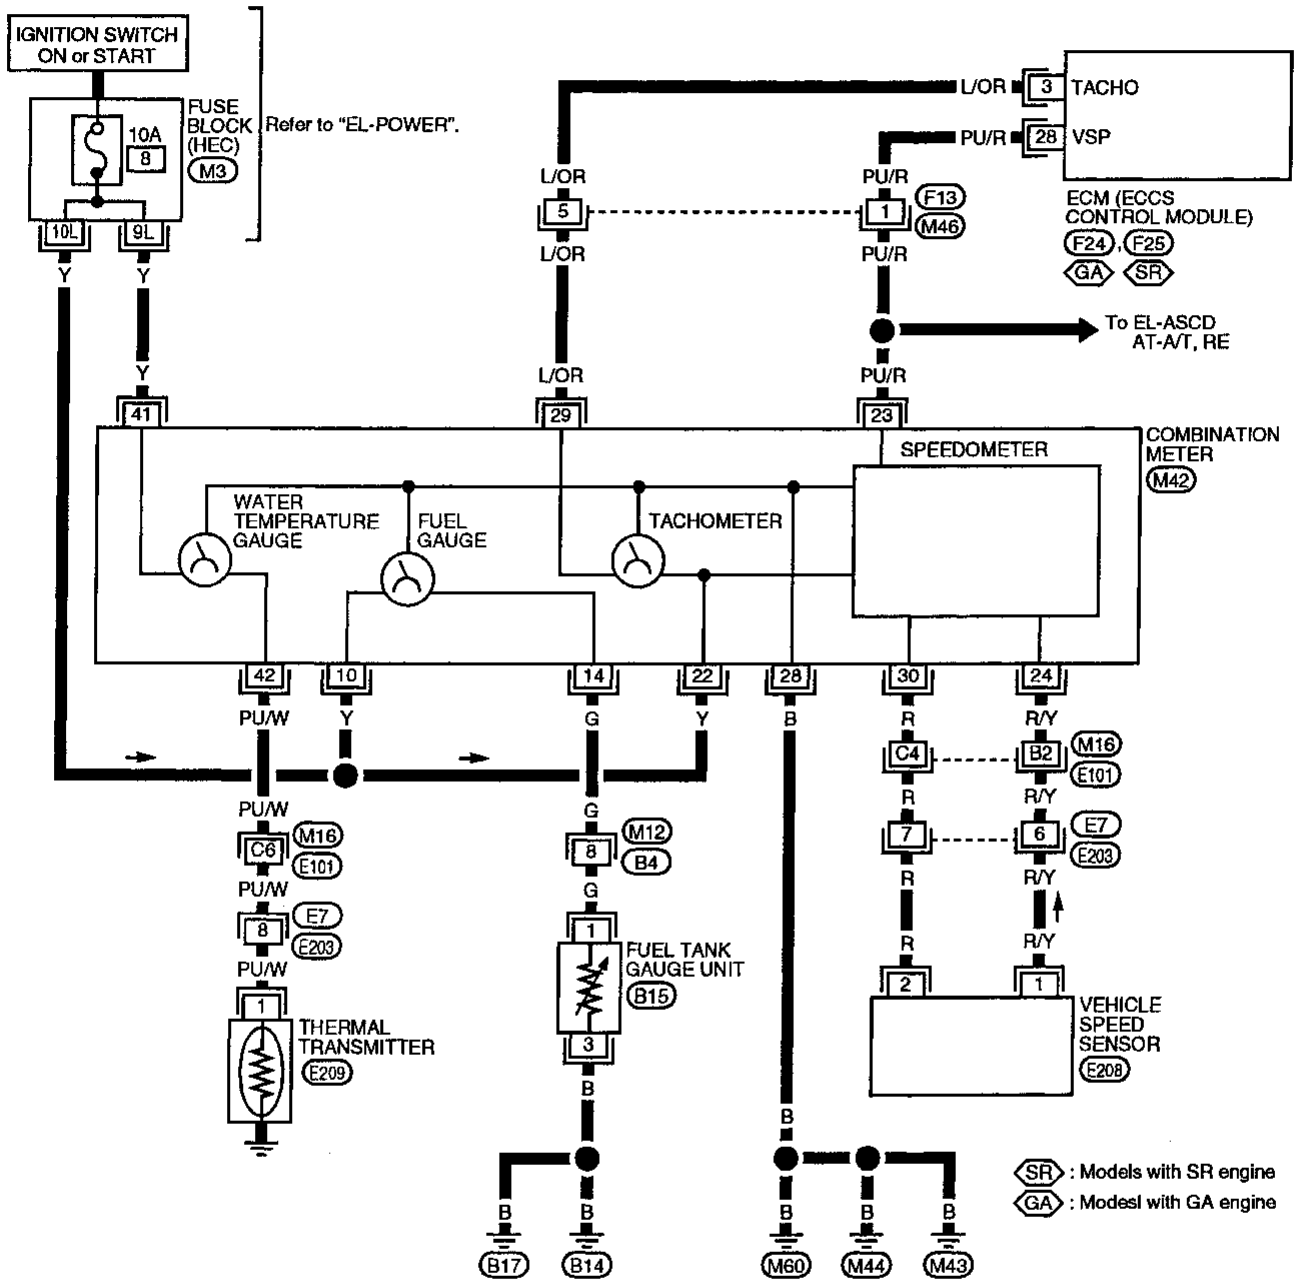 IGNITION SWITCH
ON or START
FUSE
BLOCK
(HEC)
M3
10A
8
Refer to "EL-POWER".
10L
9L
Y
Y
Y
L/OR
3
TACHO
PU/R
28
VSP
ECM (ECCS
CONTROL MODULE)
F24, F25
GA SR
L/OR
PU/R
5
1
F13
M46
L/OR
PU/R
To EL-ASCD
AT-A/T, RE
L/OR
PU/R
41
29
23
COMBINATION
METER
M42
SPEEDOMETER
WATER
TEMPERATURE
GAUGE
FUEL
GAUGE
TACHOMETER
42
10
14
22
28
30
24
PU/W
Y
G
Y
B
R
R/Y
C4
B2
M16
E101
R
R/Y
7
6
E7
E203
R
R/Y
R
R/Y
2
1
VEHICLE
SPEED
SENSOR
E208
PU/W
C6
M16
E101
PU/W
8
E7
E203
PU/W
1
THERMAL
TRANSMITTER
E209
G
8
M12
B4
G
1
FUEL TANK
GAUGE UNIT
B15
3
B
B
B
B
B
B
B
B17
B14
M60
M44
M43
SR : Models with SR engine
GA : Modesl with GA engine